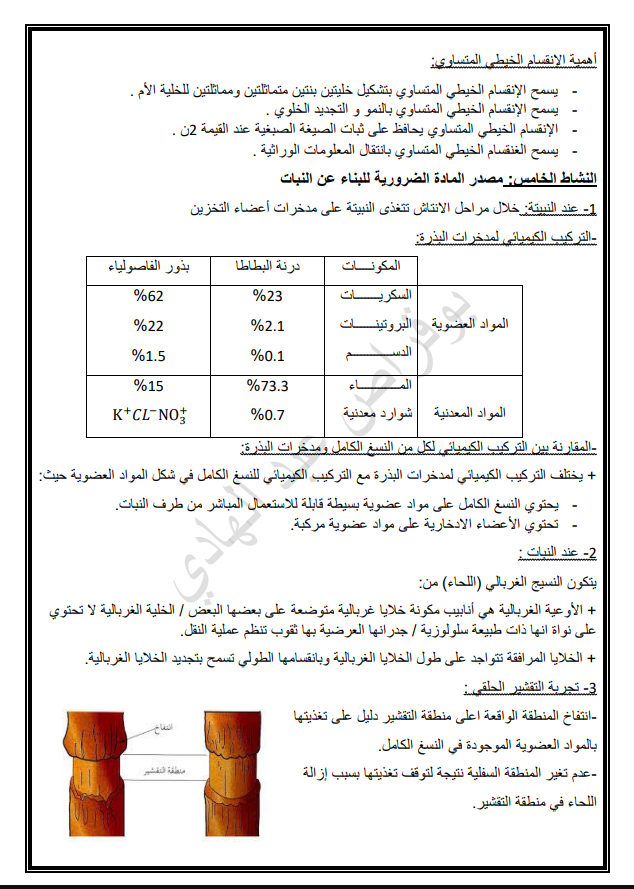 أهمية الإنقسام الخيطي المتساوي:
- يسمح الإنقسام الخيطي المتساوي بتشكيل خليتين بنتين متماثلتين ومماثلتين للخلية الأم .
- يسمح الإنقسام الخيطي المتساوي بالنمو و التجديد الخلوي .
- الإنقسام الخيطي المتساوي يحافظ على ثبات الصيغة الصبغية عند القيمة 2ن .
- يسمح الغنقسام الخيطي المتساوي بانتقال المعلومات الوراثية .
النشاط الخامس: مصدر المادة الضرورية للبناء عن النبات
1- عند النبيتة: خلال مراحل الانتاش تتغذى النبيتة على مدخرات أعضاء التخزين
-التركيب الكيميائي لمدخرات البذرة:
المكونــــات درنة البطاطا بذور الفاصولياء
المواد العضوية
السكريـــــــات %23 %62
البروتينـــــات %2.1 %22
الدســـــــــــم %0.1 %1.5
المواد المعدنية
المـــــــــــاء %73.3 %15
شوارد معدنية %0.7 K⁺CL⁻NO₃⁺
-المقارنة بين التركيب الكيميائي لكل من النسغ الكامل ومدخرات البذرة:
+ يختلف التركيب الكيميائي لمدخرات البذرة مع التركيب الكيميائي للنسغ الكامل في شكل المواد العضوية حيث:
- يحتوي النسغ الكامل على مواد عضوية بسيطة قابلة للاستعمال المباشر من طرف النبات.
- تحتوي الأعضاء الادخارية على مواد عضوية مركبة.
2- عند النبات :
يتكون النسيج الغربالي (اللحاء) من:
+ الأوعية الغربالية هي أنابيب مكونة خلايا غربالية متوضعة على بعضها البعض / الخلية الغربالية لا تحتوي
على نواة انها ذات طبيعة سلولوزية / جدرانها العرضية بها ثقوب تنظم عملية النقل.
+ الخلايا المرافقة تتواجد على طول الخلايا الغربالية وبانقسامها الطولي تسمح بتجديد الخلايا الغربالية.
3- تجربة التقشير الحلقي :
-انتفاخ المنطقة الواقعة اعلى منطقة التقشير دليل على تغذيتها
بالمواد العضوية الموجودة في النسغ الكامل.
-عدم تغير المنطقة السفلية نتيجة لتوقف تغذيتها بسبب إزالة
اللحاء في منطقة التقشير.
انتفاخ
منطقة التقشير
بوقراص عبد الهادي